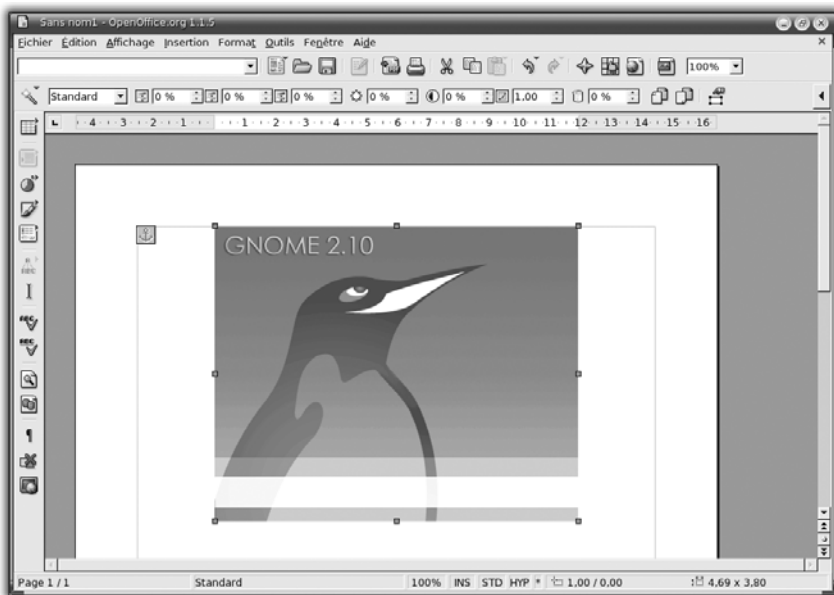 Sans nom1 - OpenOffice.org 1.1.5
Fichier Édition Affichage Insertion Format Outils Fenêtre Aide
100%
Standard 0 % 0 % 0 % 0 % 0 % 1.00 0 %
4 3 2 1 1 2 3 4 5 6 7 8 9 10 11 12 13 14 15 16
GNOME 2.10
ABC
ABC
ABC
Page 1 / 1 Standard 100% INS STD HYP * 1,00 / 0,00 4,69 x 3,80